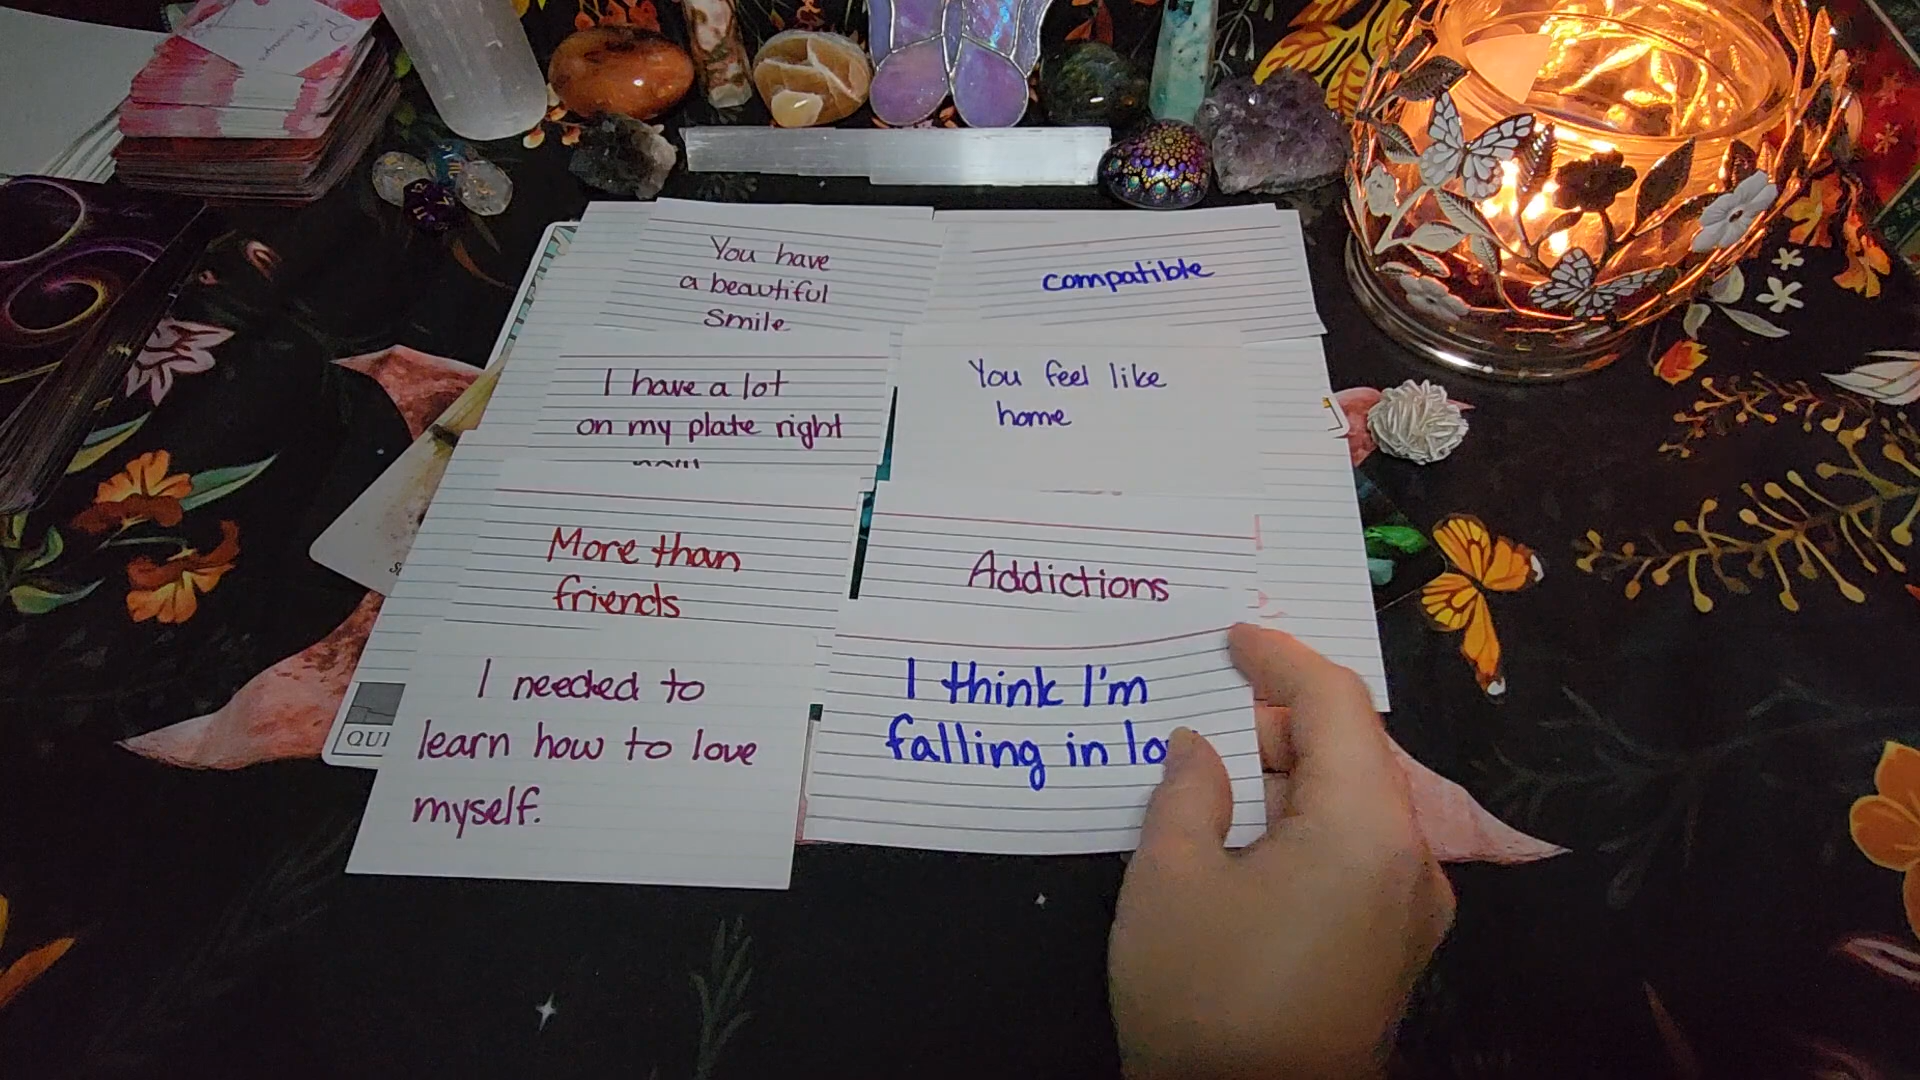 You have
a beautiful
Smile
compatible
I have a lot
on my plate right
You feel like
home
More than
friends
Addictions
I needed to
learn how to love
myself.
I think I'm
falling in lo
QUE